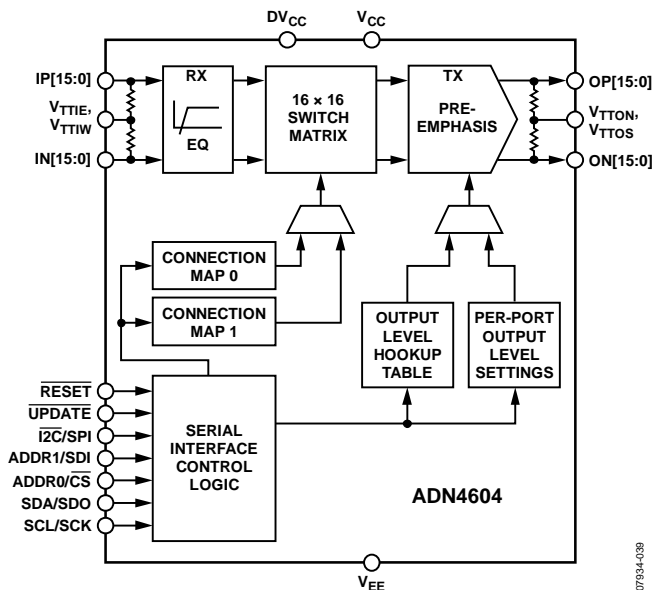 DVCC
VCC
IP[15:0]
VTTIE,
VTTIW
IN[15:0]
RX
EQ
16 × 16
SWITCH
MATRIX
TX
PRE-
EMPHASIS
OP[15:0]
VTTON,
VTTOS
ON[15:0]
CONNECTION
MAP 0
CONNECTION
MAP 1
OUTPUT
LEVEL
HOOKUP
TABLE
PER-PORT
OUTPUT
LEVEL
SETTINGS
RESET
UPDATE
I2C/SPI
ADDR1/SDI
ADDR0/CS
SDA/SDO
SCL/SCK
SERIAL
INTERFACE
CONTROL
LOGIC
ADN4604
VEE
07934-039